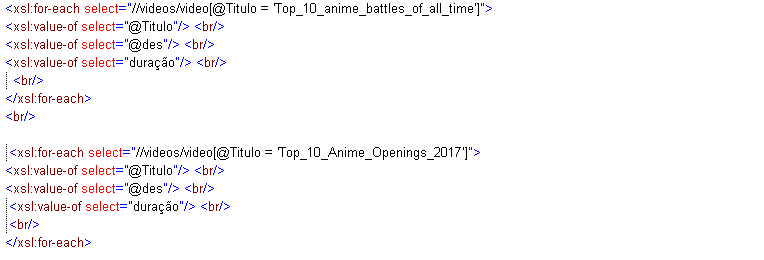 <xsl:for-each select="//videos/video[@Titulo = 'Top_10_anime_battles_of_all_time']">
<xsl:value-of select="@Titulo"/> <br/>
<xsl:value-of select="@des"/> <br/>
<xsl:value-of select="duração"/> <br/>
<br/>
</xsl:for-each>
<br/>
<xsl:for-each select="//videos/video[@Titulo = 'Top_10_Anime_Openings_2017']">
<xsl:value-of select="@Titulo"/> <br/>
<xsl:value-of select="@des"/> <br/>
<xsl:value-of select="duração"/> <br/>
<br/>
</xsl:for-each>